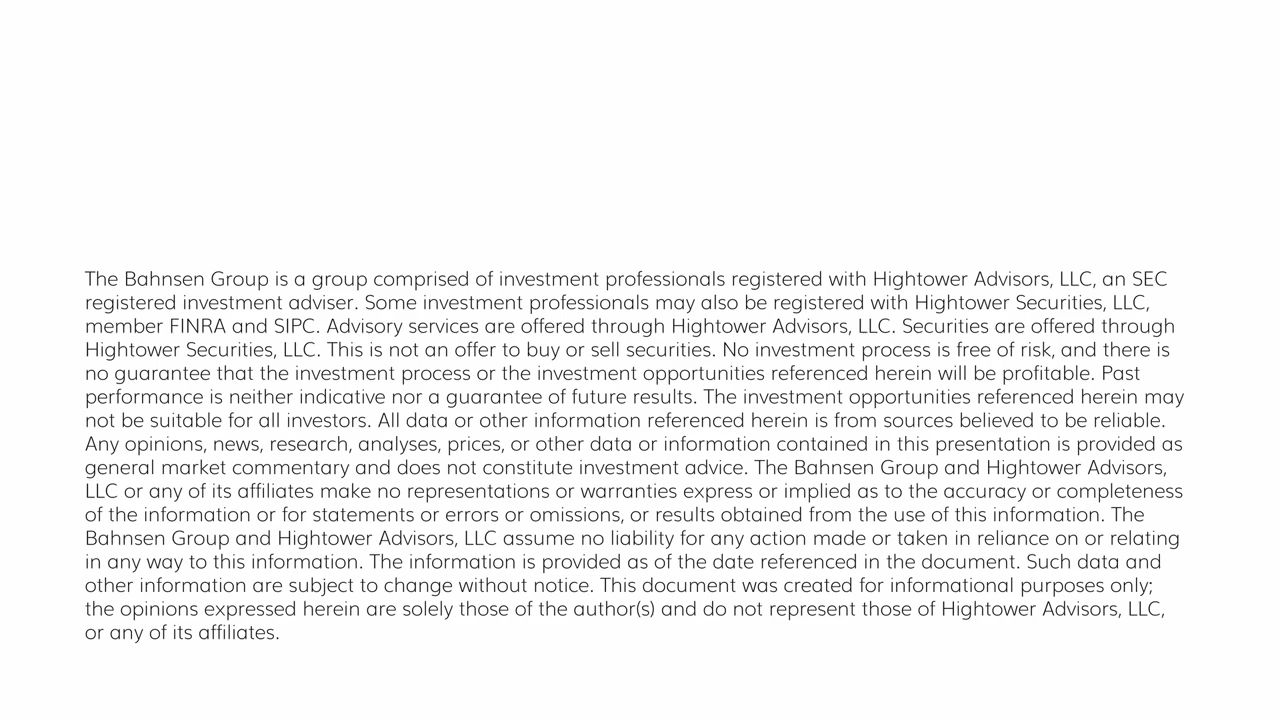 The Bahnsen Group is a group comprised of investment professionals registered with Hightower Advisors, LLC, an SEC
registered investment adviser. Some investment professionals may also be registered with Hightower Securities, LLC,
member FINRA and SIPC. Advisory services are offered through Hightower Advisors, LLC. Securities are offered through
Hightower Securities, LLC. This is not an offer to buy or sell securities. No investment process is free of risk, and there is
no guarantee that the investment process or the investment opportunities referenced herein will be profitable. Past
performance is neither indicative nor a guarantee of future results. The investment opportunities referenced herein may
not be suitable for all investors. All data or other information referenced herein is from sources believed to be reliable.
Any opinions, news, research, analyses, prices, or other data or information contained in this presentation is provided as
general market commentary and does not constitute investment advice. The Bahnsen Group and Hightower Advisors,
LLC or any of its affiliates make no representations or warranties express or implied as to the accuracy or completeness
of the information or for statements or errors or omissions, or results obtained from the use of this information. The
Bahnsen Group and Hightower Advisors, LLC assume no liability for any action made or taken in reliance on or relating
in any way to this information. The information is provided as of the date referenced in the document. Such data and
other information are subject to change without notice. This document was created for informational purposes only;
the opinions expressed herein are solely those of the author(s) and do not represent those of Hightower Advisors, LLC,
or any of its affiliates.